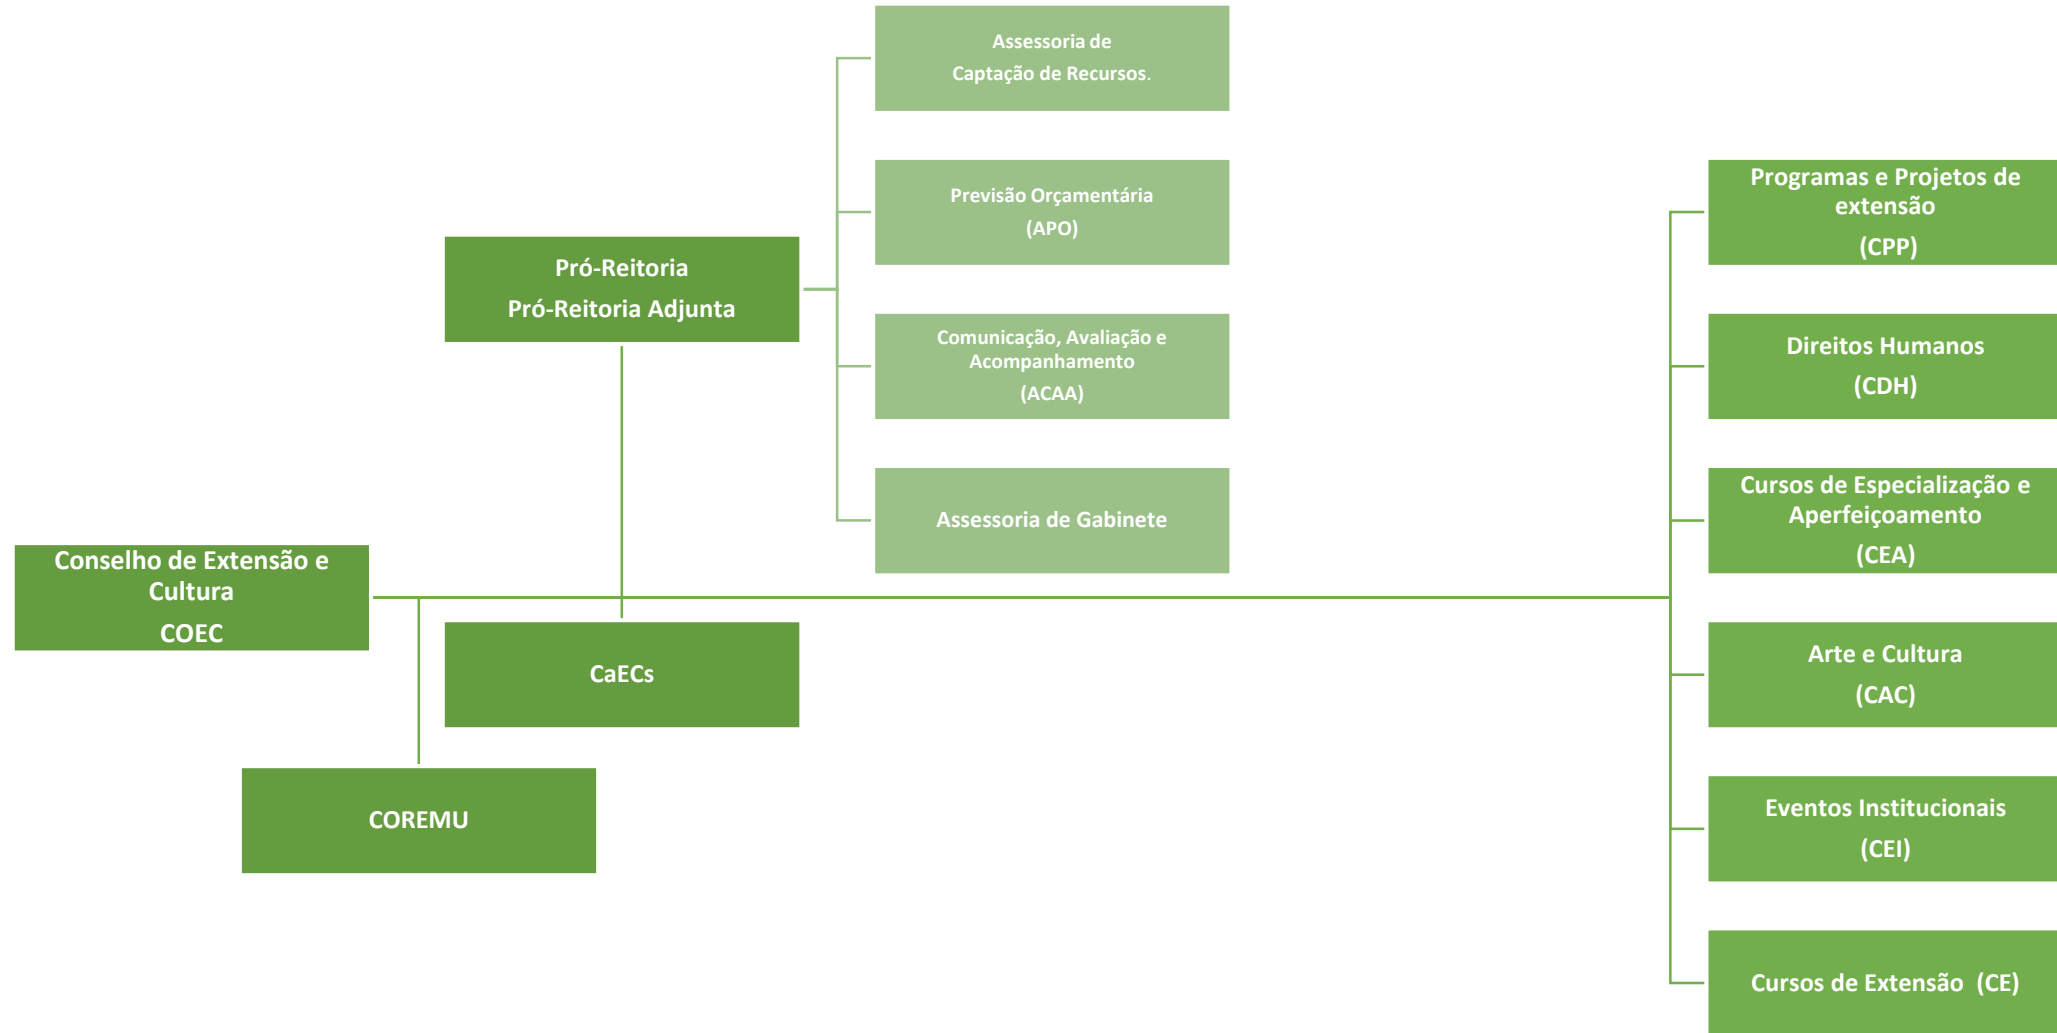 Assessoria de
Captação de Recursos.
Previsão Orçamentária
(APO)
Pró-Reitoria
Pró-Reitoria Adjunta
Comunicação, Avaliação e
Acompanhamento
(ACAA)
Assessoria de Gabinete
Conselho de Extensão e
Cultura
COEC
CaECs
COREMU
Programas e Projetos de
extensão
(CPP)
Direitos Humanos
(CDH)
Cursos de Especialização e
Aperfeiçoamento
(CEA)
Arte e Cultura
(CAC)
Eventos Institucionais
(CEI)
Cursos de Extensão (CE)